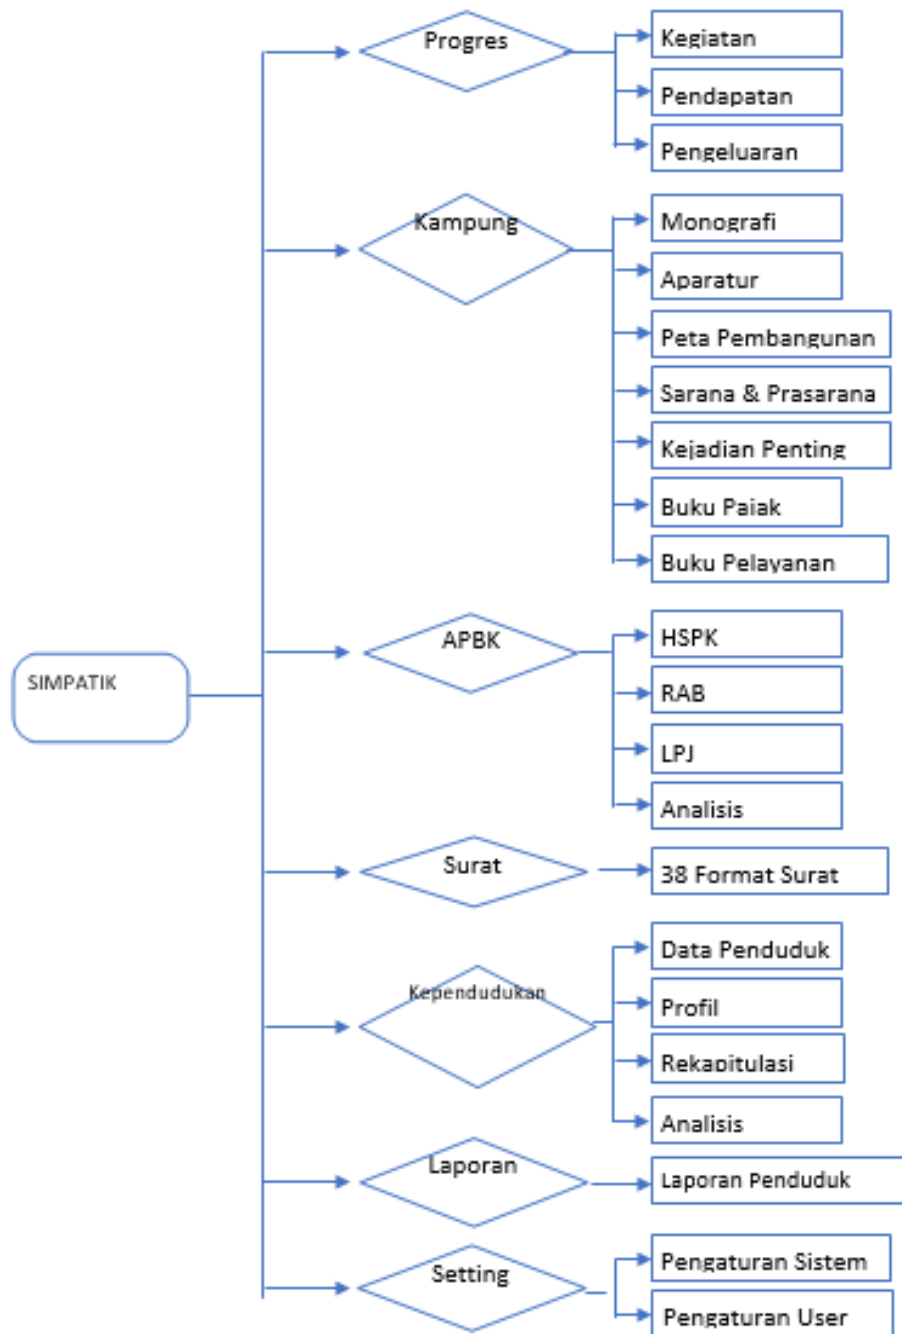 SIMPATIK
Progres
Kegiatan
Pendapatan
Pengeluaran
Kampung
Monografi
Aparatur
Peta Pembangunan
Sarana & Prasarana
Kejadian Penting
Buku Pajak
Buku Pelayanan
APBK
HSPK
RAB
LPJ
Analisis
Surat
38 Format Surat
Kependudukan
Data Penduduk
Profil
Rekapitulasi
Analisis
Laporan
Laporan Penduduk
Setting
Pengaturan Sistem
Pengaturan User